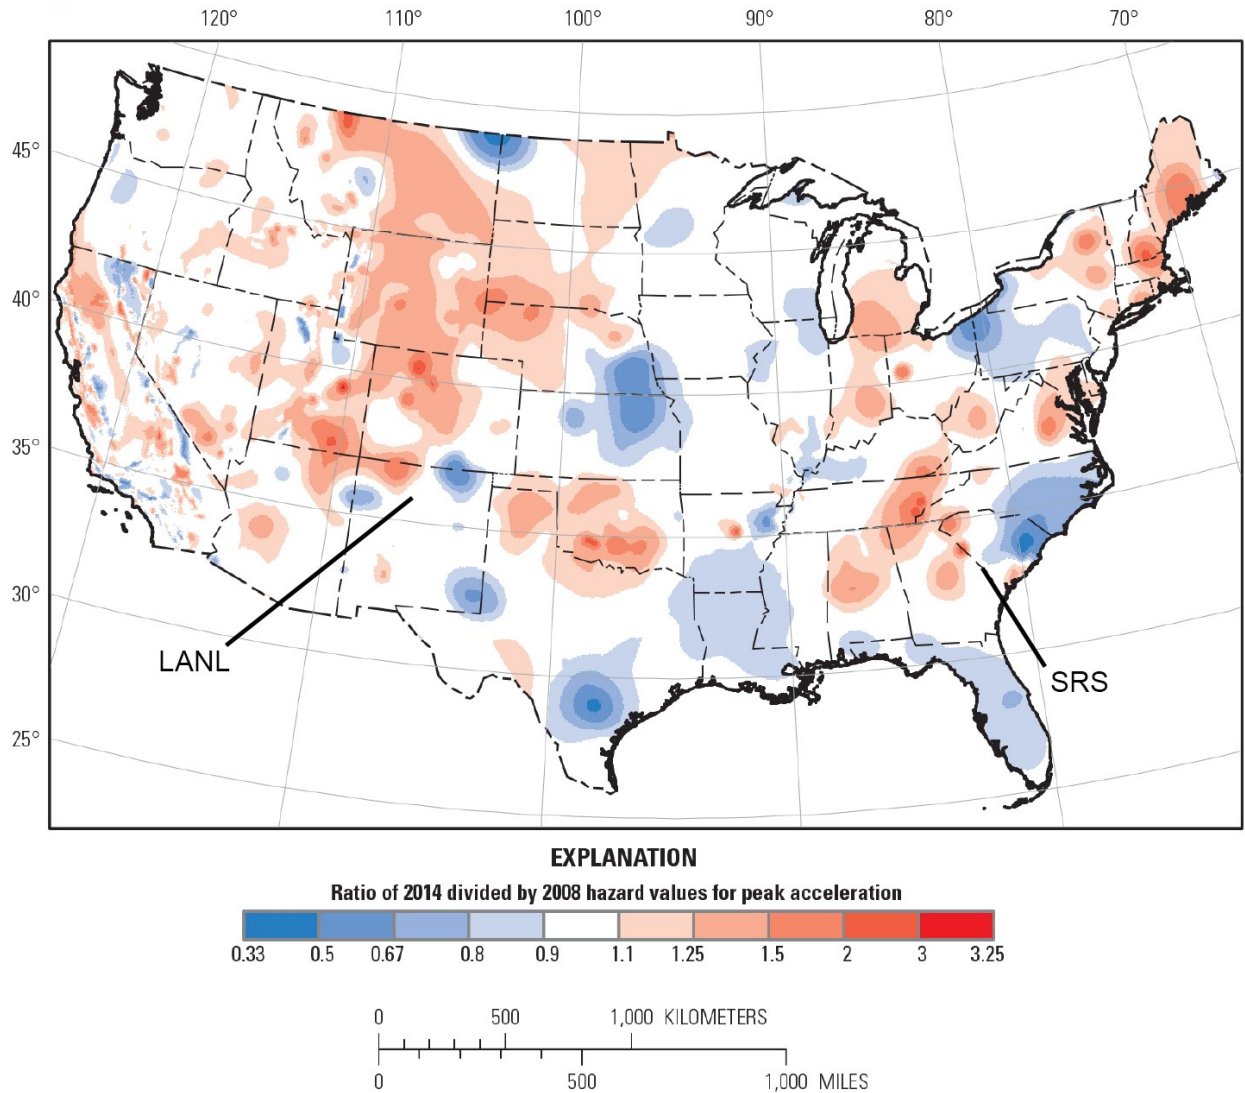 120° 110° 100° 90° 80° 70°
45°
40°
35°
30°
25°
LANL
SRS
EXPLANATION
Ratio of 2014 divided by 2008 hazard values for peak acceleration
0.33 0.5 0.67 0.8 0.9 1.1 1.25 1.5 2 3 3.25
0 500 1,000 KILOMETERS
0 500 1,000 MILES